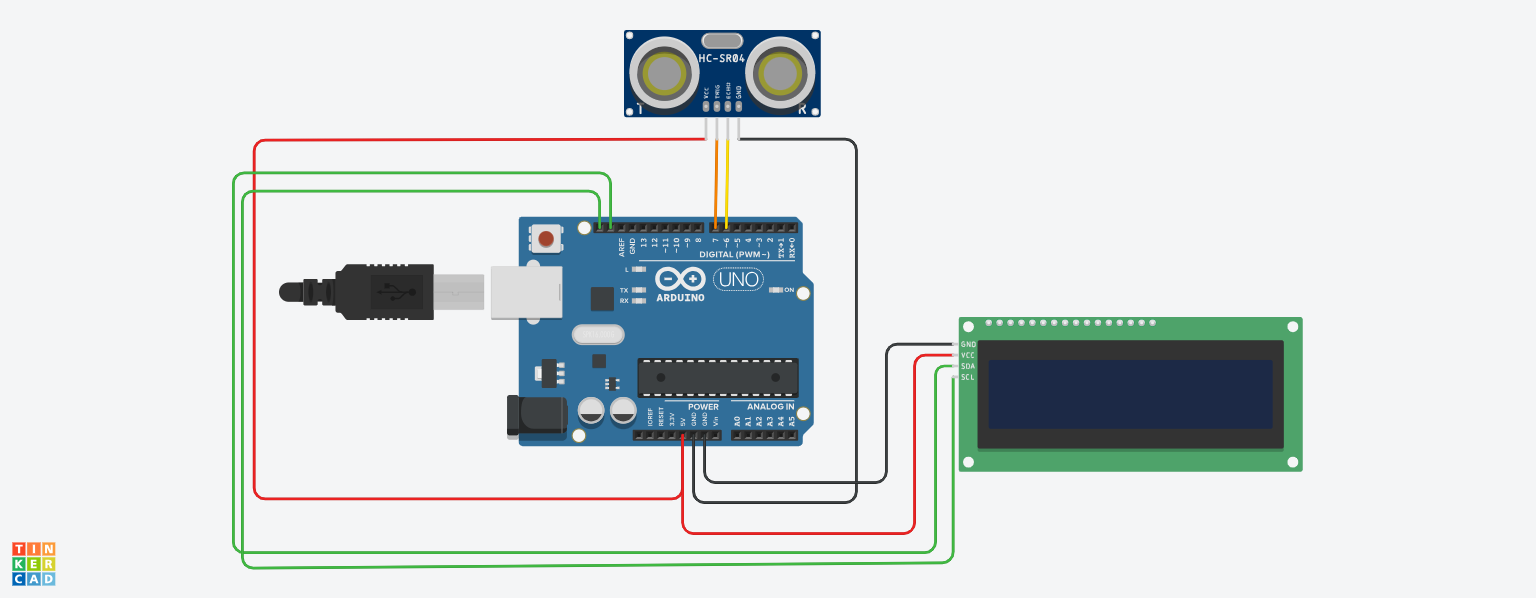 HC-SR04
VCC
TRIG
ECHO
GND
T
R
AREF
GND
13
12
~11
~10
~9
8
7
~6
~5
4
~3
2
TX→1
RX←0
DIGITAL (PWM~)
L
TX
RX
ARDUINO
UNO
ON
GND
VCC
SDA
SCL
POWER
ANALOG IN
IOREF
RESET
3.3V
5V
GND
GND
Vin
A0
A1
A2
A3
A4
A5
TIN
KER
CAD